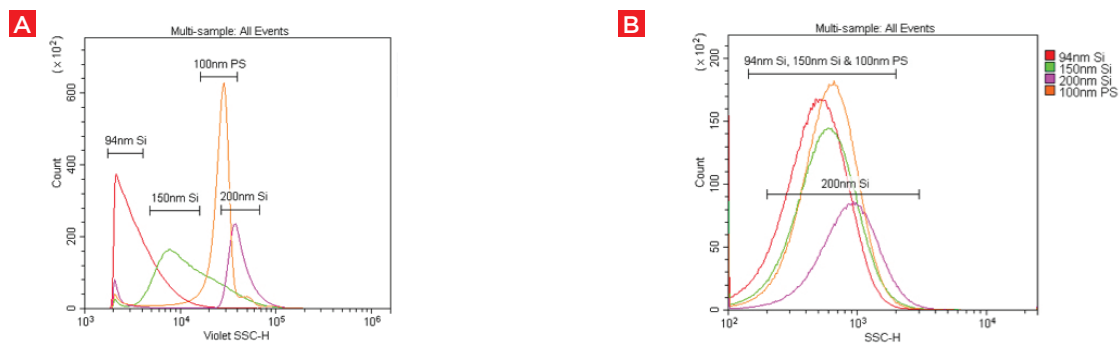 A
Multi-sample: All Events
(× 10²)
600
400
200
0
Count
100nm PS
94nm Si
150nm Si
200nm Si
10³
10⁴
10⁵
10⁶
Violet SSC-H
B
Multi-sample: All Events
(× 10²)
200
150
100
50
0
Count
94nm Si, 150nm Si & 100nm PS
200nm Si
10²
10³
10⁴
SSC-H
94nm Si
150nm Si
200nm Si
100nm PS